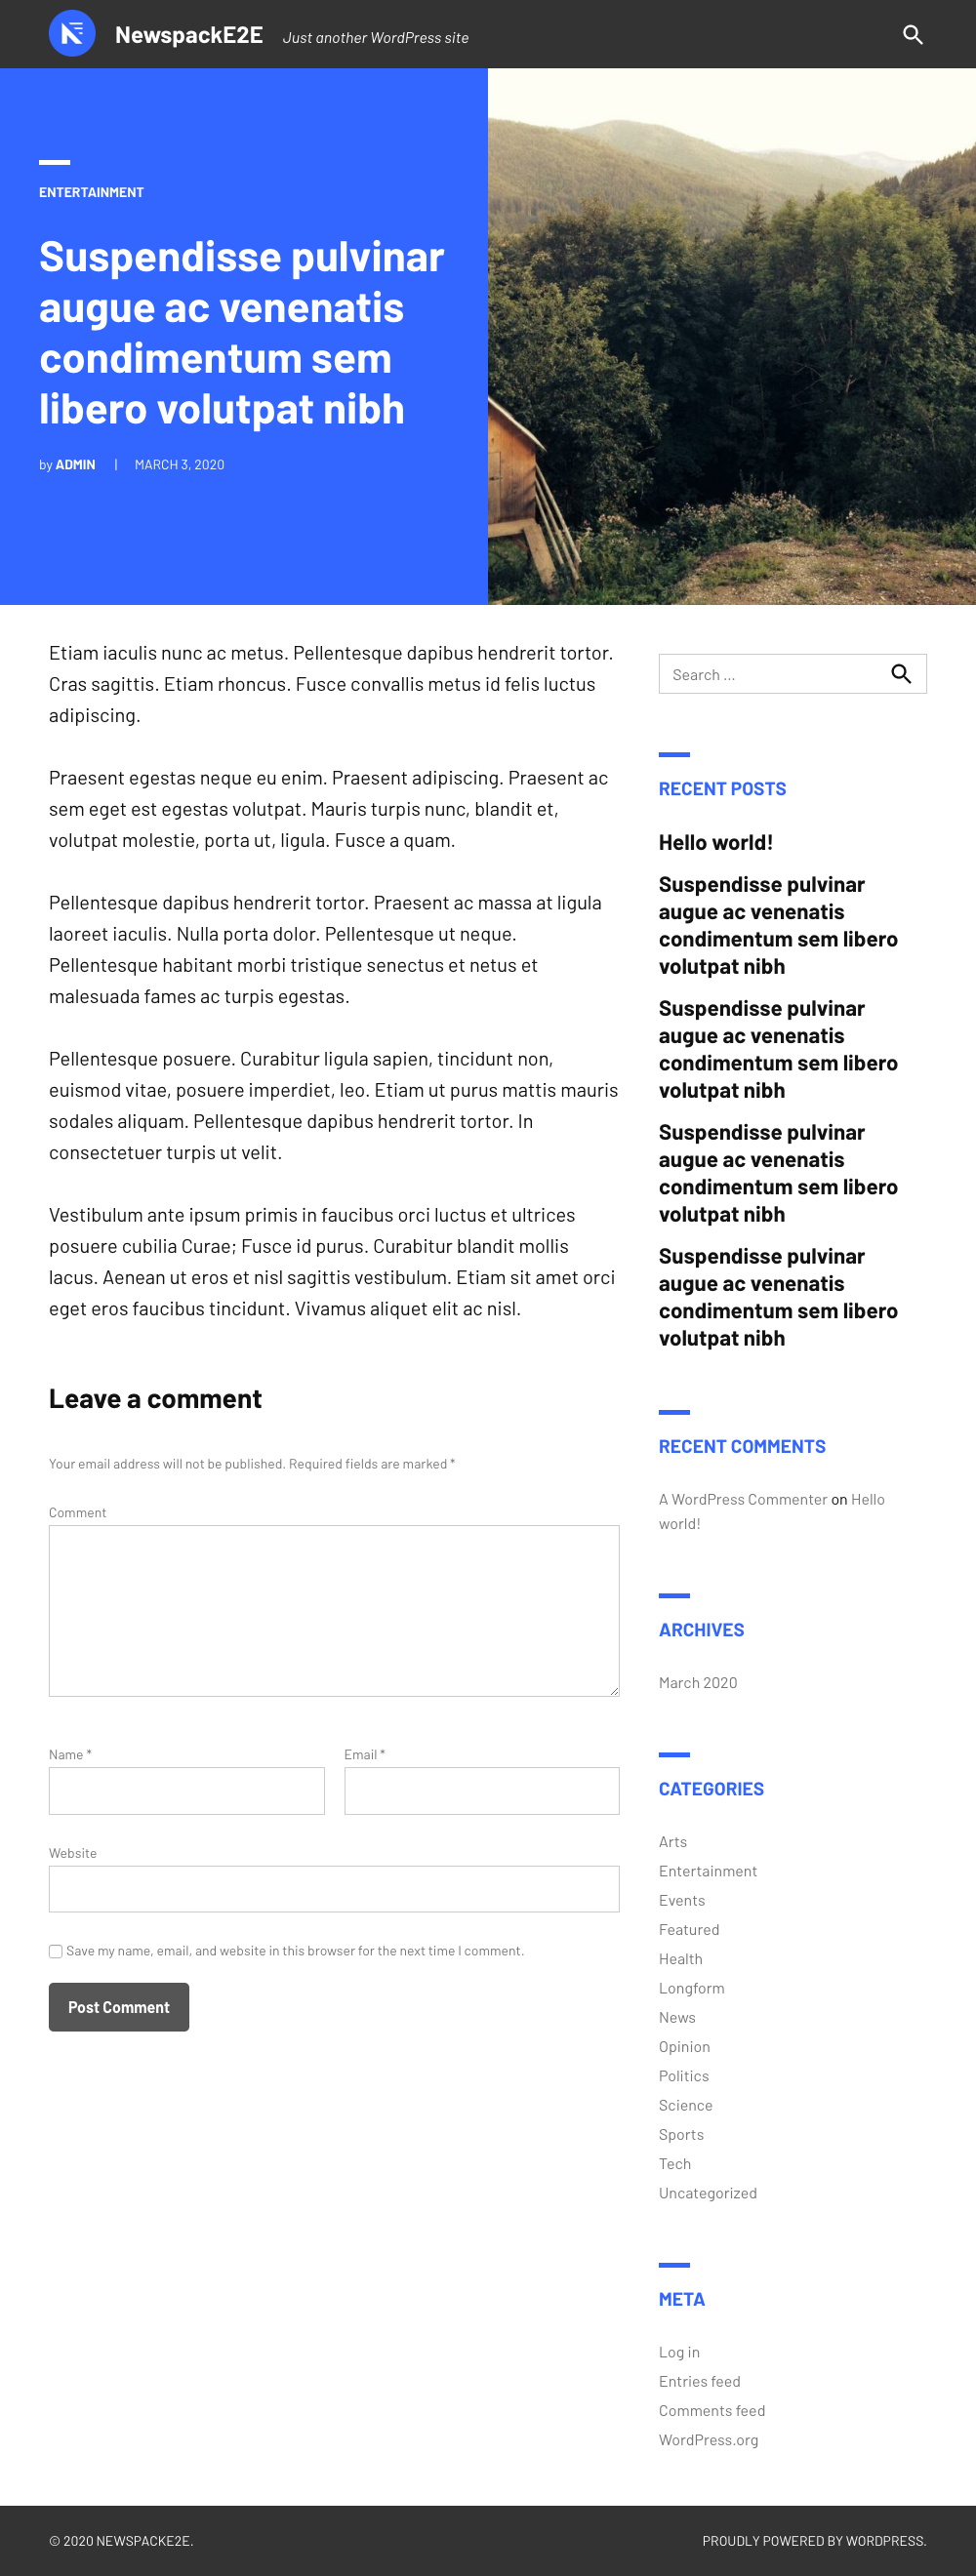 NewspackE2E Just another WordPress site
ENTERTAINMENT
Suspendisse pulvinar
augue ac venenatis
condimentum sem
libero volutpat nibh
by ADMIN | MARCH 3, 2020
Etiam iaculis nunc ac metus. Pellentesque dapibus hendrerit tortor.
Cras sagittis. Etiam rhoncus. Fusce convallis metus id felis luctus
adipiscing.
Praesent egestas neque eu enim. Praesent adipiscing. Praesent ac
sem eget est egestas volutpat. Mauris turpis nunc, blandit et,
volutpat molestie, porta ut, ligula. Fusce a quam.
Pellentesque dapibus hendrerit tortor. Praesent ac massa at ligula
laoreet iaculis. Nulla porta dolor. Pellentesque ut neque.
Pellentesque habitant morbi tristique senectus et netus et
malesuada fames ac turpis egestas.
Pellentesque posuere. Curabitur ligula sapien, tincidunt non,
euismod vitae, posuere imperdiet, leo. Etiam ut purus mattis mauris
sodales aliquam. Pellentesque dapibus hendrerit tortor. In
consectetuer turpis ut velit.
Vestibulum ante ipsum primis in faucibus orci luctus et ultrices
posuere cubilia Curae; Fusce id purus. Curabitur blandit mollis
lacus. Aenean ut eros et nisl sagittis vestibulum. Etiam sit amet orci
eget eros faucibus tincidunt. Vivamus aliquet elit ac nisl.
Leave a comment
Your email address will not be published. Required fields are marked *
Comment
Name *
Email *
Website
Save my name, email, and website in this browser for the next time I comment.
Post Comment
Search ...
RECENT POSTS
Hello world!
Suspendisse pulvinar
augue ac venenatis
condimentum sem libero
volutpat nibh
Suspendisse pulvinar
augue ac venenatis
condimentum sem libero
volutpat nibh
Suspendisse pulvinar
augue ac venenatis
condimentum sem libero
volutpat nibh
Suspendisse pulvinar
augue ac venenatis
condimentum sem libero
volutpat nibh
RECENT COMMENTS
A WordPress Commenter on Hello
world!
ARCHIVES
March 2020
CATEGORIES
Arts
Entertainment
Events
Featured
Health
Longform
News
Opinion
Politics
Science
Sports
Tech
Uncategorized
META
Log in
Entries feed
Comments feed
WordPress.org
© 2020 NEWSPACKE2E.
PROUDLY POWERED BY WORDPRESS.